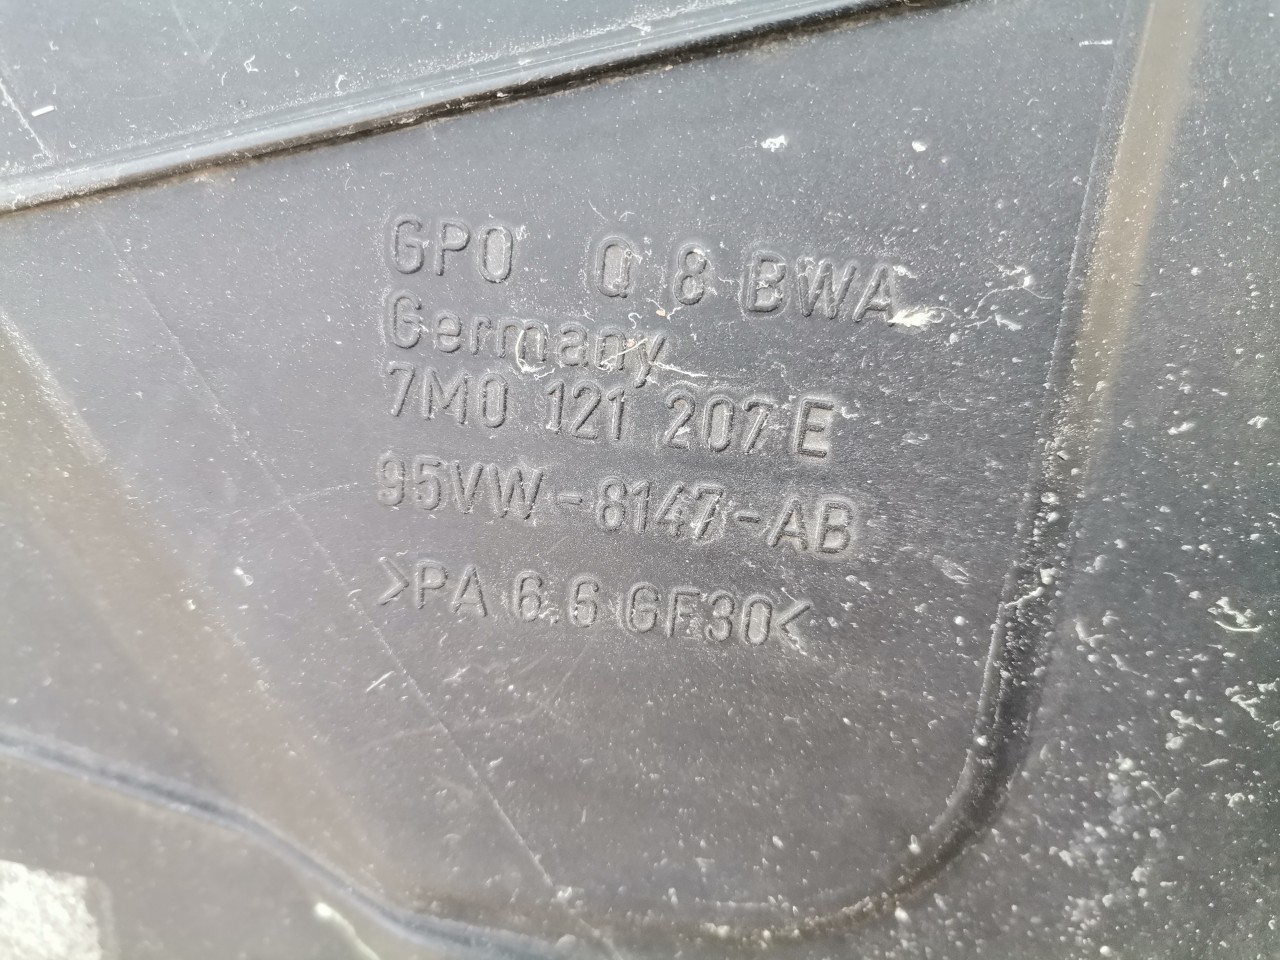 GPO Q 8 BWA
Germany
7M0 121 207 E
95VW-8147-AB
>PA 6.6 GF30<